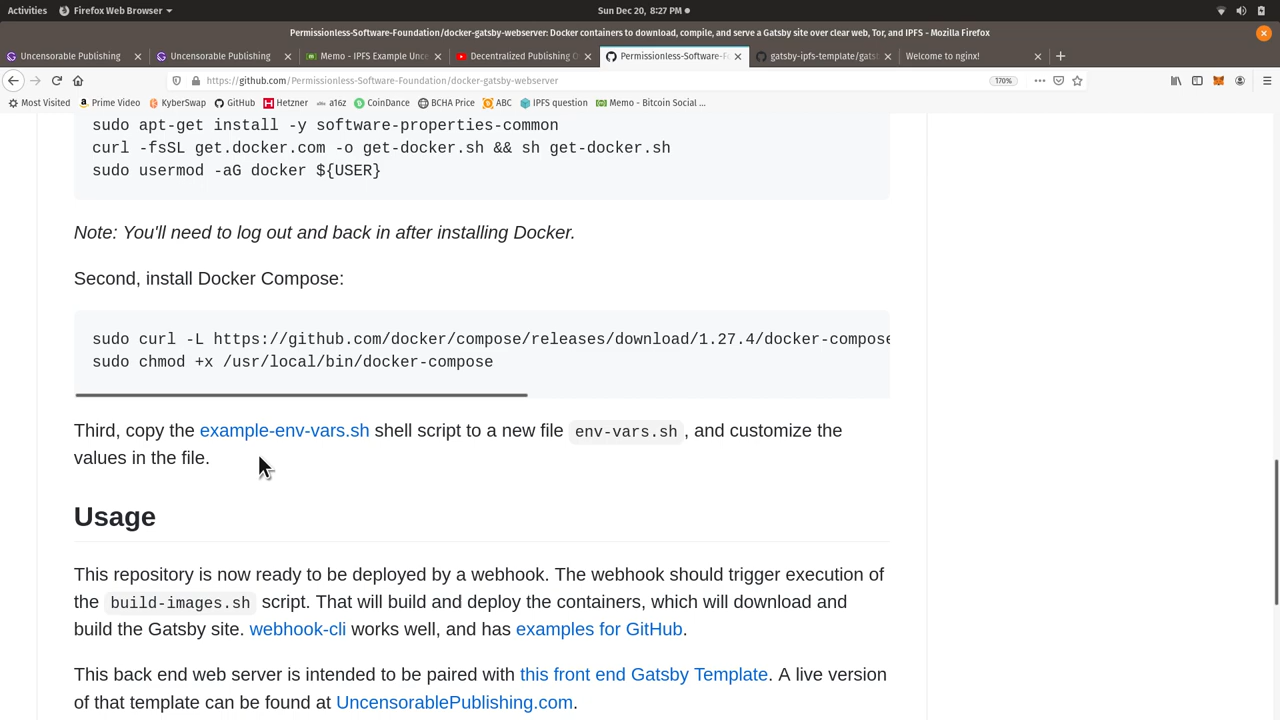 Activities Firefox Web Browser Sun Dec 20, 8:27 PM
Permissionless-Software-Foundation/docker-gatsby-webserver: Docker containers to download, compile, and serve a Gatsby site over clear web, Tor, and IPFS - Mozilla Firefox
Uncensorable Publishing Uncensorable Publishing Memo - IPFS Example Unce Decentralized Publishing O Permissionless-Software-Fo gatsby-ipfs-template/gatsb Welcome to nginx!
https://github.com/Permissionless-Software-Foundation/docker-gatsby-webserver 170%
Most Visited Prime Video KyberSwap GitHub Hetzner a16z CoinDance BCHA Price ABC IPFS question Memo - Bitcoin Social ...
sudo apt-get install -y software-properties-common
curl -fsSL get.docker.com -o get-docker.sh && sh get-docker.sh
sudo usermod -aG docker ${USER}
Note: You'll need to log out and back in after installing Docker.
Second, install Docker Compose:
sudo curl -L https://github.com/docker/compose/releases/download/1.27.4/docker-compose
sudo chmod +x /usr/local/bin/docker-compose
Third, copy the example-env-vars.sh shell script to a new file env-vars.sh, and customize the
values in the file.
Usage
This repository is now ready to be deployed by a webhook. The webhook should trigger execution of
the build-images.sh script. That will build and deploy the containers, which will download and
build the Gatsby site. webhook-cli works well, and has examples for GitHub.
This back end web server is intended to be paired with this front end Gatsby Template. A live version
of that template can be found at UncensorablePublishing.com.